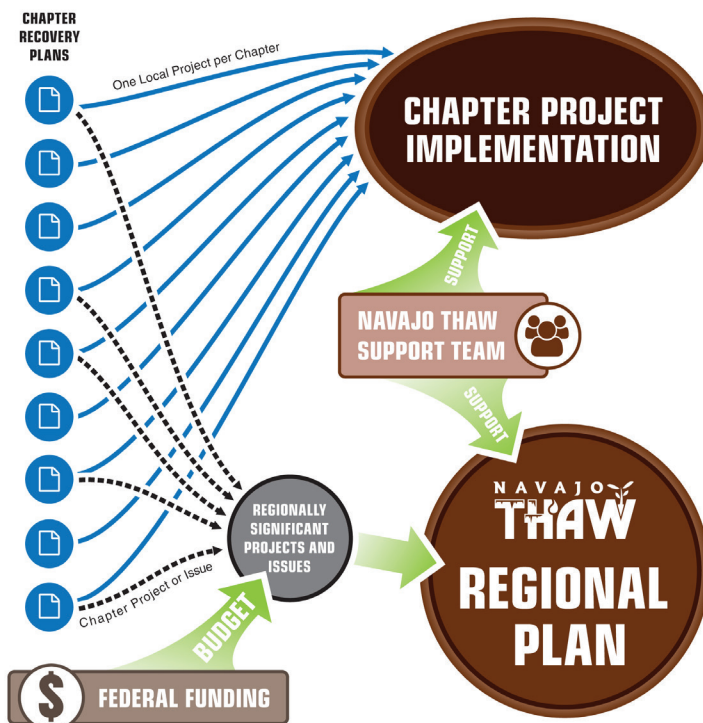 CHAPTER
RECOVERY
PLANS
One Local Project per Chapter
CHAPTER PROJECT
IMPLEMENTATION
SUPPORT
NAVAJO THAW
SUPPORT TEAM
SUPPORT
REGIONALLY
SIGNIFICANT
PROJECTS AND
ISSUES
NAVAJO
THAW
REGIONAL
PLAN
Chapter Project or Issue
BUDGET
$ FEDERAL FUNDING